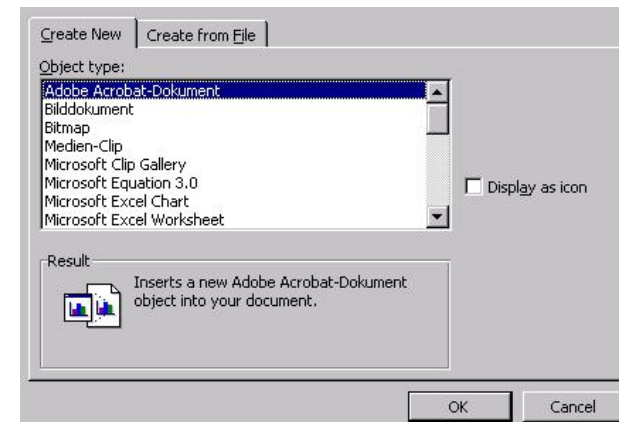 Create New Create from File
Object type:
Adobe Acrobat-Dokument
Bilddokument
Bitmap
Medien-Clip
Microsoft Clip Gallery
Microsoft Equation 3.0
Microsoft Excel Chart
Microsoft Excel Worksheet
Display as icon
Result
Inserts a new Adobe Acrobat-Dokument
object into your document.
OK Cancel